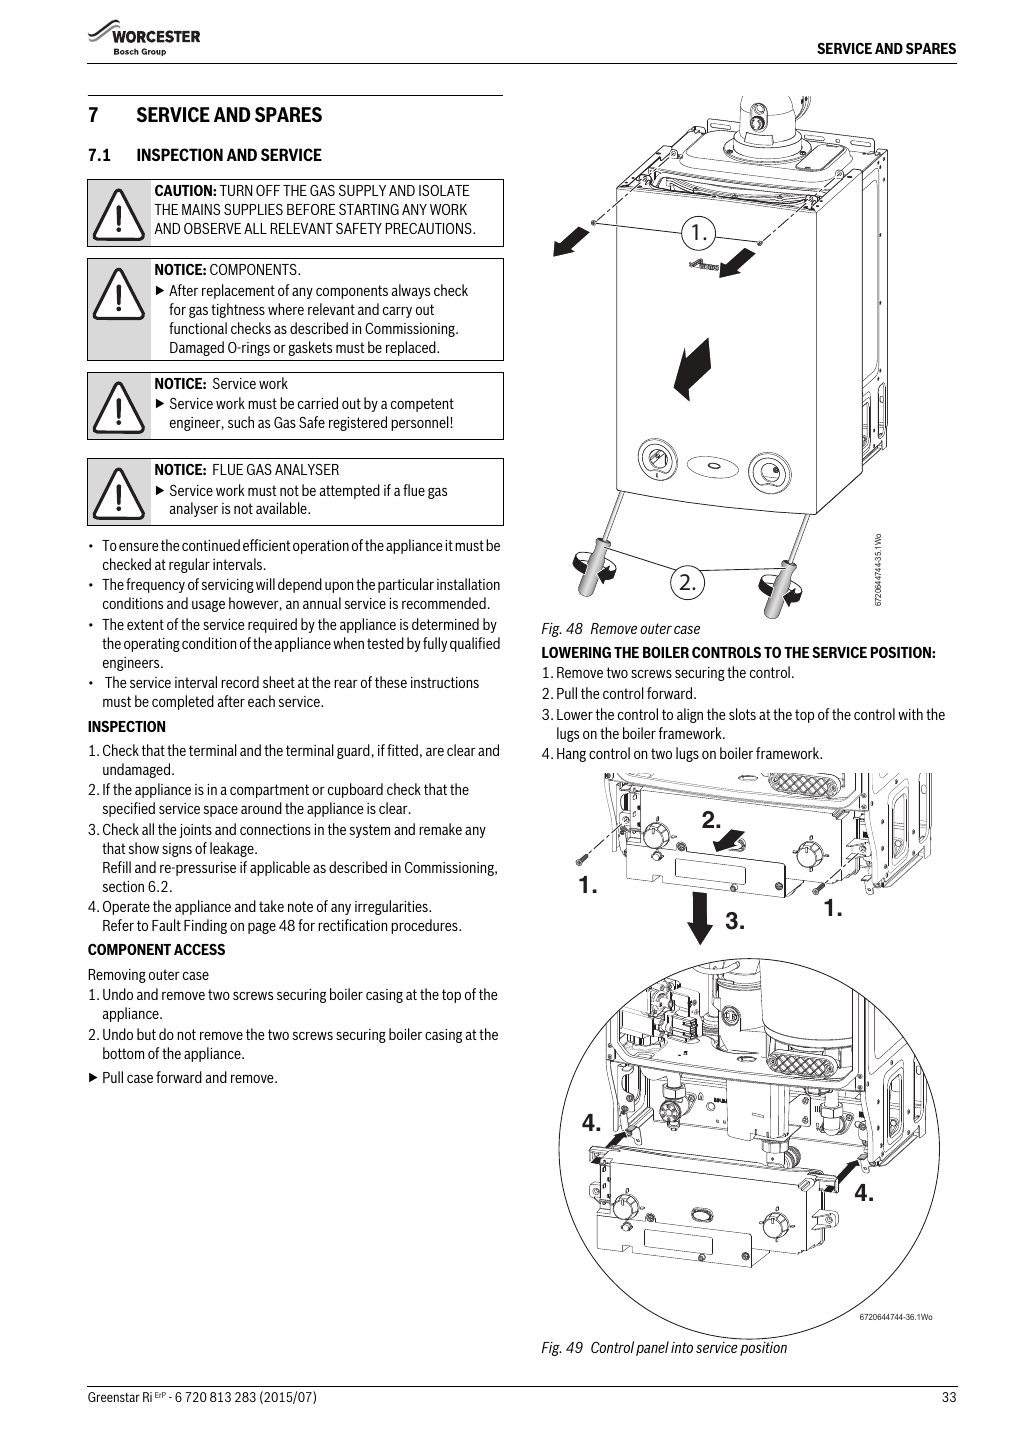 WORCESTER
Bosch Group
SERVICE AND SPARES
7 SERVICE AND SPARES
7.1 INSPECTION AND SERVICE
CAUTION: TURN OFF THE GAS SUPPLY AND ISOLATE
THE MAINS SUPPLIES BEFORE STARTING ANY WORK
AND OBSERVE ALL RELEVANT SAFETY PRECAUTIONS.
NOTICE: COMPONENTS.
▶ After replacement of any components always check
for gas tightness where relevant and carry out
functional checks as described in Commissioning.
Damaged O-rings or gaskets must be replaced.
NOTICE: Service work
▶ Service work must be carried out by a competent
engineer, such as Gas Safe registered personnel!
NOTICE: FLUE GAS ANALYSER
▶ Service work must not be attempted if a flue gas
analyser is not available.
• To ensure the continued efficient operation of the appliance it must be
checked at regular intervals.
• The frequency of servicing will depend upon the particular installation
conditions and usage however, an annual service is recommended.
• The extent of the service required by the appliance is determined by
the operating condition of the appliance when tested by fully qualified
engineers.
• The service interval record sheet at the rear of these instructions
must be completed after each service.
INSPECTION
1. Check that the terminal and the terminal guard, if fitted, are clear and
undamaged.
2. If the appliance is in a compartment or cupboard check that the
specified service space around the appliance is clear.
3. Check all the joints and connections in the system and remake any
that show signs of leakage.
Refill and re-pressurise if applicable as described in Commissioning,
section 6.2.
4. Operate the appliance and take note of any irregularities.
Refer to Fault Finding on page 48 for rectification procedures.
COMPONENT ACCESS
Removing outer case
1. Undo and remove two screws securing boiler casing at the top of the
appliance.
2. Undo but do not remove the two screws securing boiler casing at the
bottom of the appliance.
▶ Pull case forward and remove.
1.
2.
6720644744-35.1Wo
Fig. 48 Remove outer case
LOWERING THE BOILER CONTROLS TO THE SERVICE POSITION:
1. Remove two screws securing the control.
2. Pull the control forward.
3. Lower the control to align the slots at the top of the control with the
lugs on the boiler framework.
4. Hang control on two lugs on boiler framework.
2.
1.
1.
3.
4.
4.
6720644744-36.1Wo
Fig. 49 Control panel into service position
Greenstar Ri ErP - 6 720 813 283 (2015/07)
33